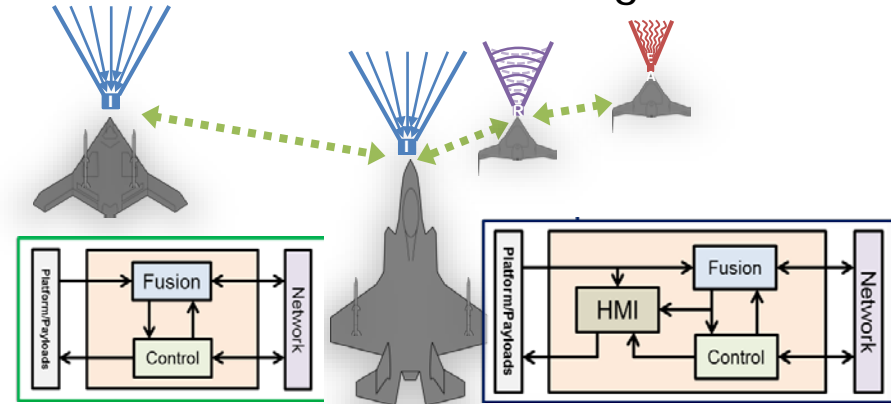 I
I
R
E
A
Platform/Payloads
Fusion
Control
Network
Platform/Payloads
HMI
Fusion
Control
Network